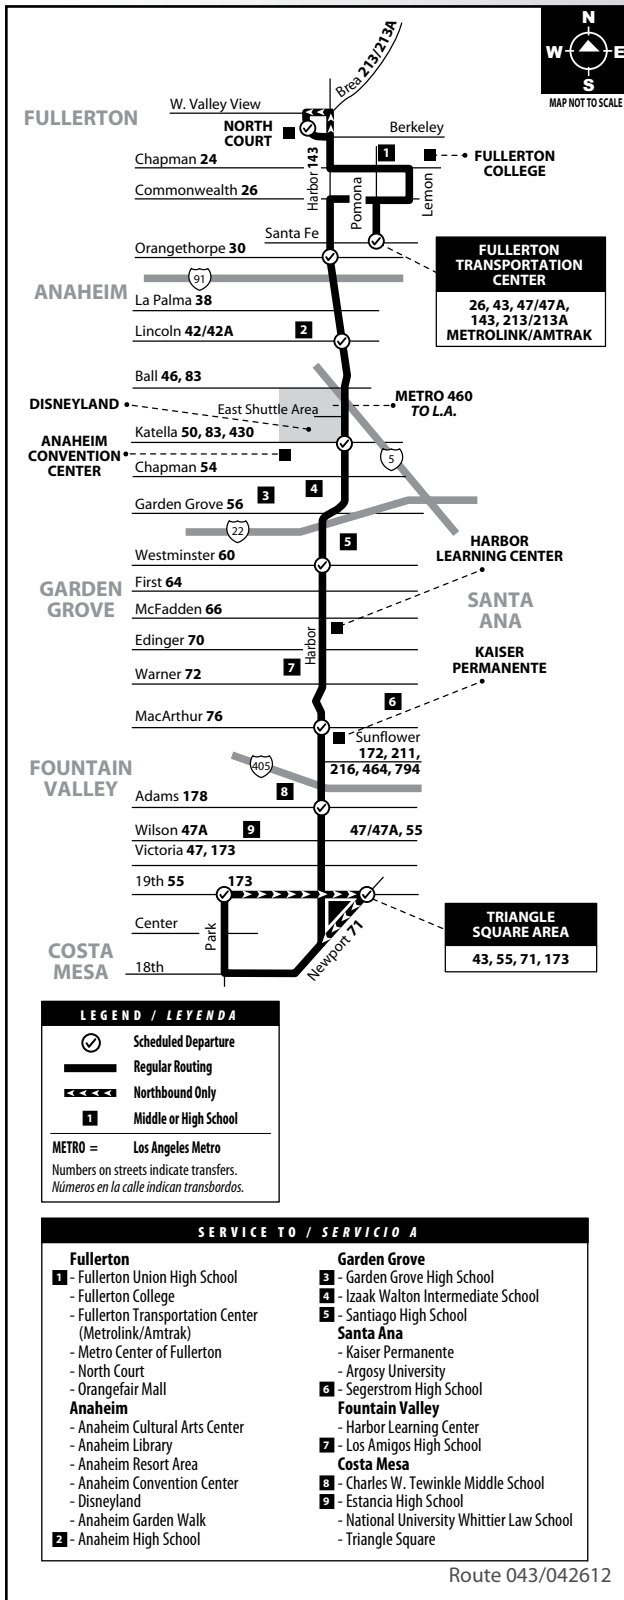 N
W E
S
MAP NOT TO SCALE
Brea 213/213A
W. Valley View
FULLERTON
NORTH
COURT
Berkeley
Harbor 143
1
Chapman 24
FULLERTON
COLLEGE
Pomona
Lemon
Commonwealth 26
Santa Fe
Orangethorpe 30
FULLERTON
TRANSPORTATION
CENTER
26, 43, 47/47A,
143, 213/213A
METROLINK/AMTRAK
91
ANAHEIM
La Palma 38
Lincoln 42/42A
2
Ball 46, 83
DISNEYLAND
East Shuttle Area
METRO 460
TO L.A.
Katella 50, 83, 430
ANAHEIM
CONVENTION
CENTER
5
Chapman 54
3
4
Garden Grove 56
22
5
HARBOR
LEARNING CENTER
Westminster 60
First 64
GARDEN
GROVE
SANTA
ANA
McFadden 66
Edinger 70
Harbor
KAISER
PERMANENTE
7
Warner 72
6
MacArthur 76
Sunflower
172, 211,
216, 464, 794
405
FOUNTAIN
VALLEY
8
Adams 178
Wilson 47A
9
47/47A, 55
Victoria 47, 173
19th 55
173
TRIANGLE
SQUARE AREA
43, 55, 71, 173
Center
Park
Newport 71
COSTA
MESA
18th
LEGEND / LEYENDA
Scheduled Departure
Regular Routing
Northbound Only
1 Middle or High School
METRO = Los Angeles Metro
Numbers on streets indicate transfers.
Números en la calle indican transbordos.
SERVICE TO / SERVICIO A
Fullerton
1 - Fullerton Union High School
- Fullerton College
- Fullerton Transportation Center
(Metrolink/Amtrak)
- Metro Center of Fullerton
- North Court
- Orangefair Mall
Anaheim
- Anaheim Cultural Arts Center
- Anaheim Library
- Anaheim Resort Area
- Anaheim Convention Center
- Disneyland
- Anaheim Garden Walk
2 - Anaheim High School
Garden Grove
3 - Garden Grove High School
4 - Izaak Walton Intermediate School
5 - Santiago High School
Santa Ana
- Kaiser Permanente
- Argosy University
6 - Segerstrom High School
Fountain Valley
- Harbor Learning Center
7 - Los Amigos High School
Costa Mesa
8 - Charles W. Tewinkle Middle School
9 - Estancia High School
- National University Whittier Law School
- Triangle Square
Route 043/042612